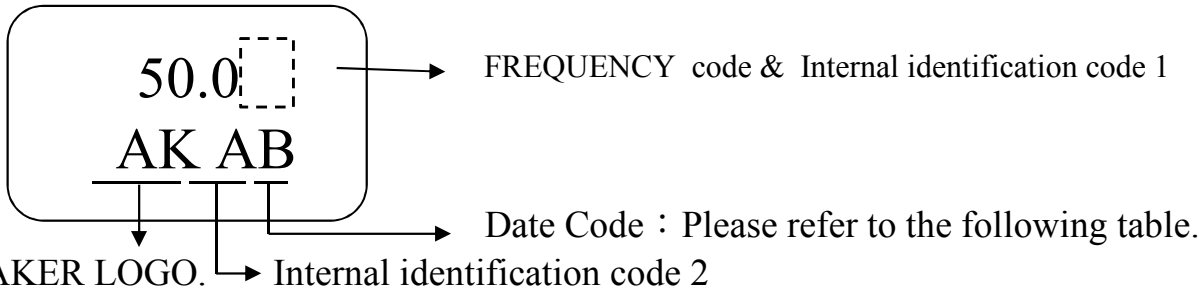 50.0
FREQUENCY code & Internal identification code 1
AK AB
Date Code：Please refer to the following table.
AKER LOGO.
Internal identification code 2